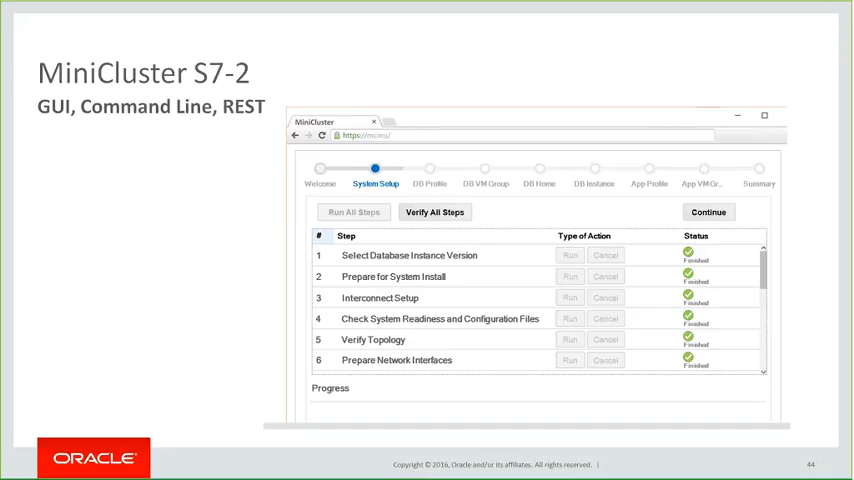 MiniCluster S7-2
GUI, Command Line, REST
MiniCluster
https://mcmu/
Welcome System Setup DB Profile DB VM Group DB Home DB Instance App Profile App VM Gr... Summary
Run All Steps Verify All Steps Continue
# Step Type of Action Status
1 Select Database Instance Version Run Cancel Finished
2 Prepare for System Install Run Cancel Finished
3 Interconnect Setup Run Cancel Finished
4 Check System Readiness and Configuration Files Run Cancel Finished
5 Verify Topology Run Cancel Finished
6 Prepare Network Interfaces Run Cancel Finished
Progress
ORACLE®
Copyright © 2016, Oracle and/or its affiliates. All rights reserved. |
44